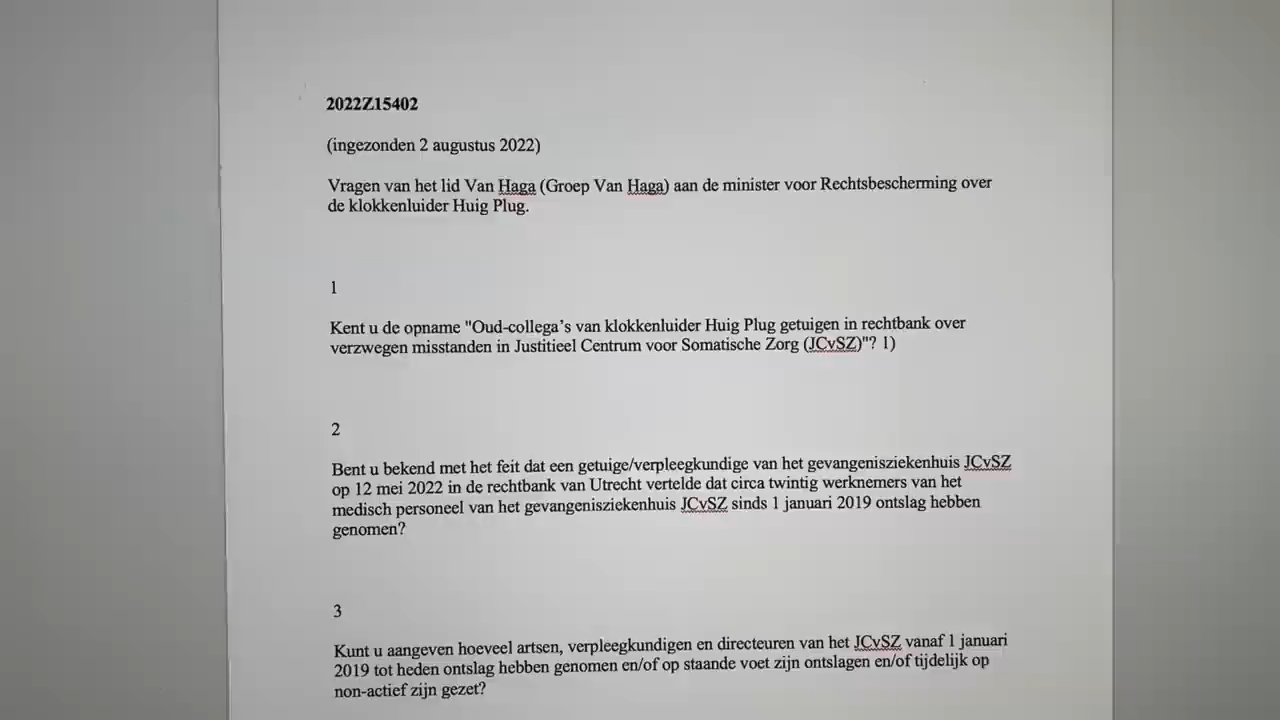 2022Z15402
(ingezonden 2 augustus 2022)
Vragen van het lid Van Haga (Groep Van Haga) aan de minister voor Rechtsbescherming over
de klokkenluider Huig Plug.
1
Kent u de opname "Oud-collega’s van klokkenluider Huig Plug getuigen in rechtbank over
verzwegen misstanden in Justitieel Centrum voor Somatische Zorg (JCvSZ)"? 1)
2
Bent u bekend met het feit dat een getuige/verpleegkundige van het gevangenisziekenhuis JCvSZ
op 12 mei 2022 in de rechtbank van Utrecht vertelde dat circa twintig werknemers van het
medisch personeel van het gevangenisziekenhuis JCvSZ sinds 1 januari 2019 ontslag hebben
genomen?
3
Kunt u aangeven hoeveel artsen, verpleegkundigen en directeuren van het JCvSZ vanaf 1 januari
2019 tot heden ontslag hebben genomen en/of op staande voet zijn ontslagen en/of tijdelijk op
non-actief zijn gezet?